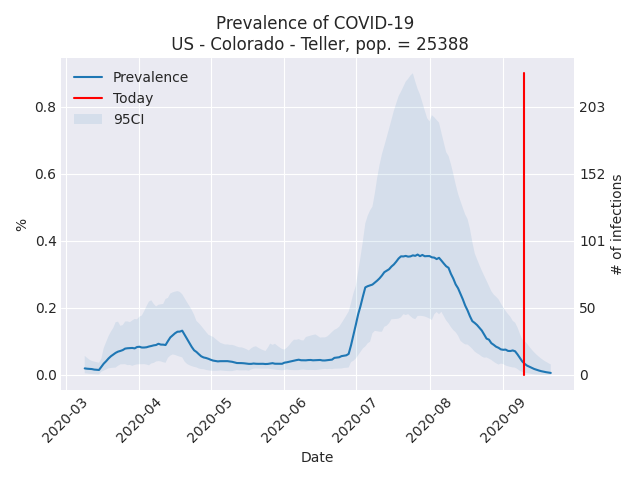 Prevalence of COVID-19
US - Colorado - Teller, pop. = 25388
Prevalence
Today
95CI
0.8
0.6
0.4
0.2
0.0
%
203
152
101
50
0
# of infections
2020-03
2020-04
2020-05
2020-06
2020-07
2020-08
2020-09
Date